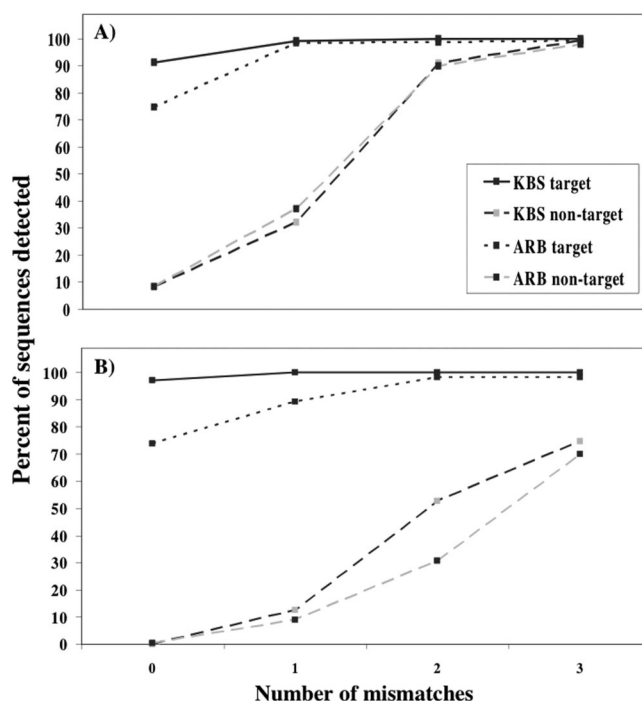 A)
100
90
80
70
60
50
40
30
20
10
0
KBS target
KBS non-target
ARB target
ARB non-target
Percent of sequences detected
B)
100
90
80
70
60
50
40
30
20
10
0
0 1 2 3
Number of mismatches